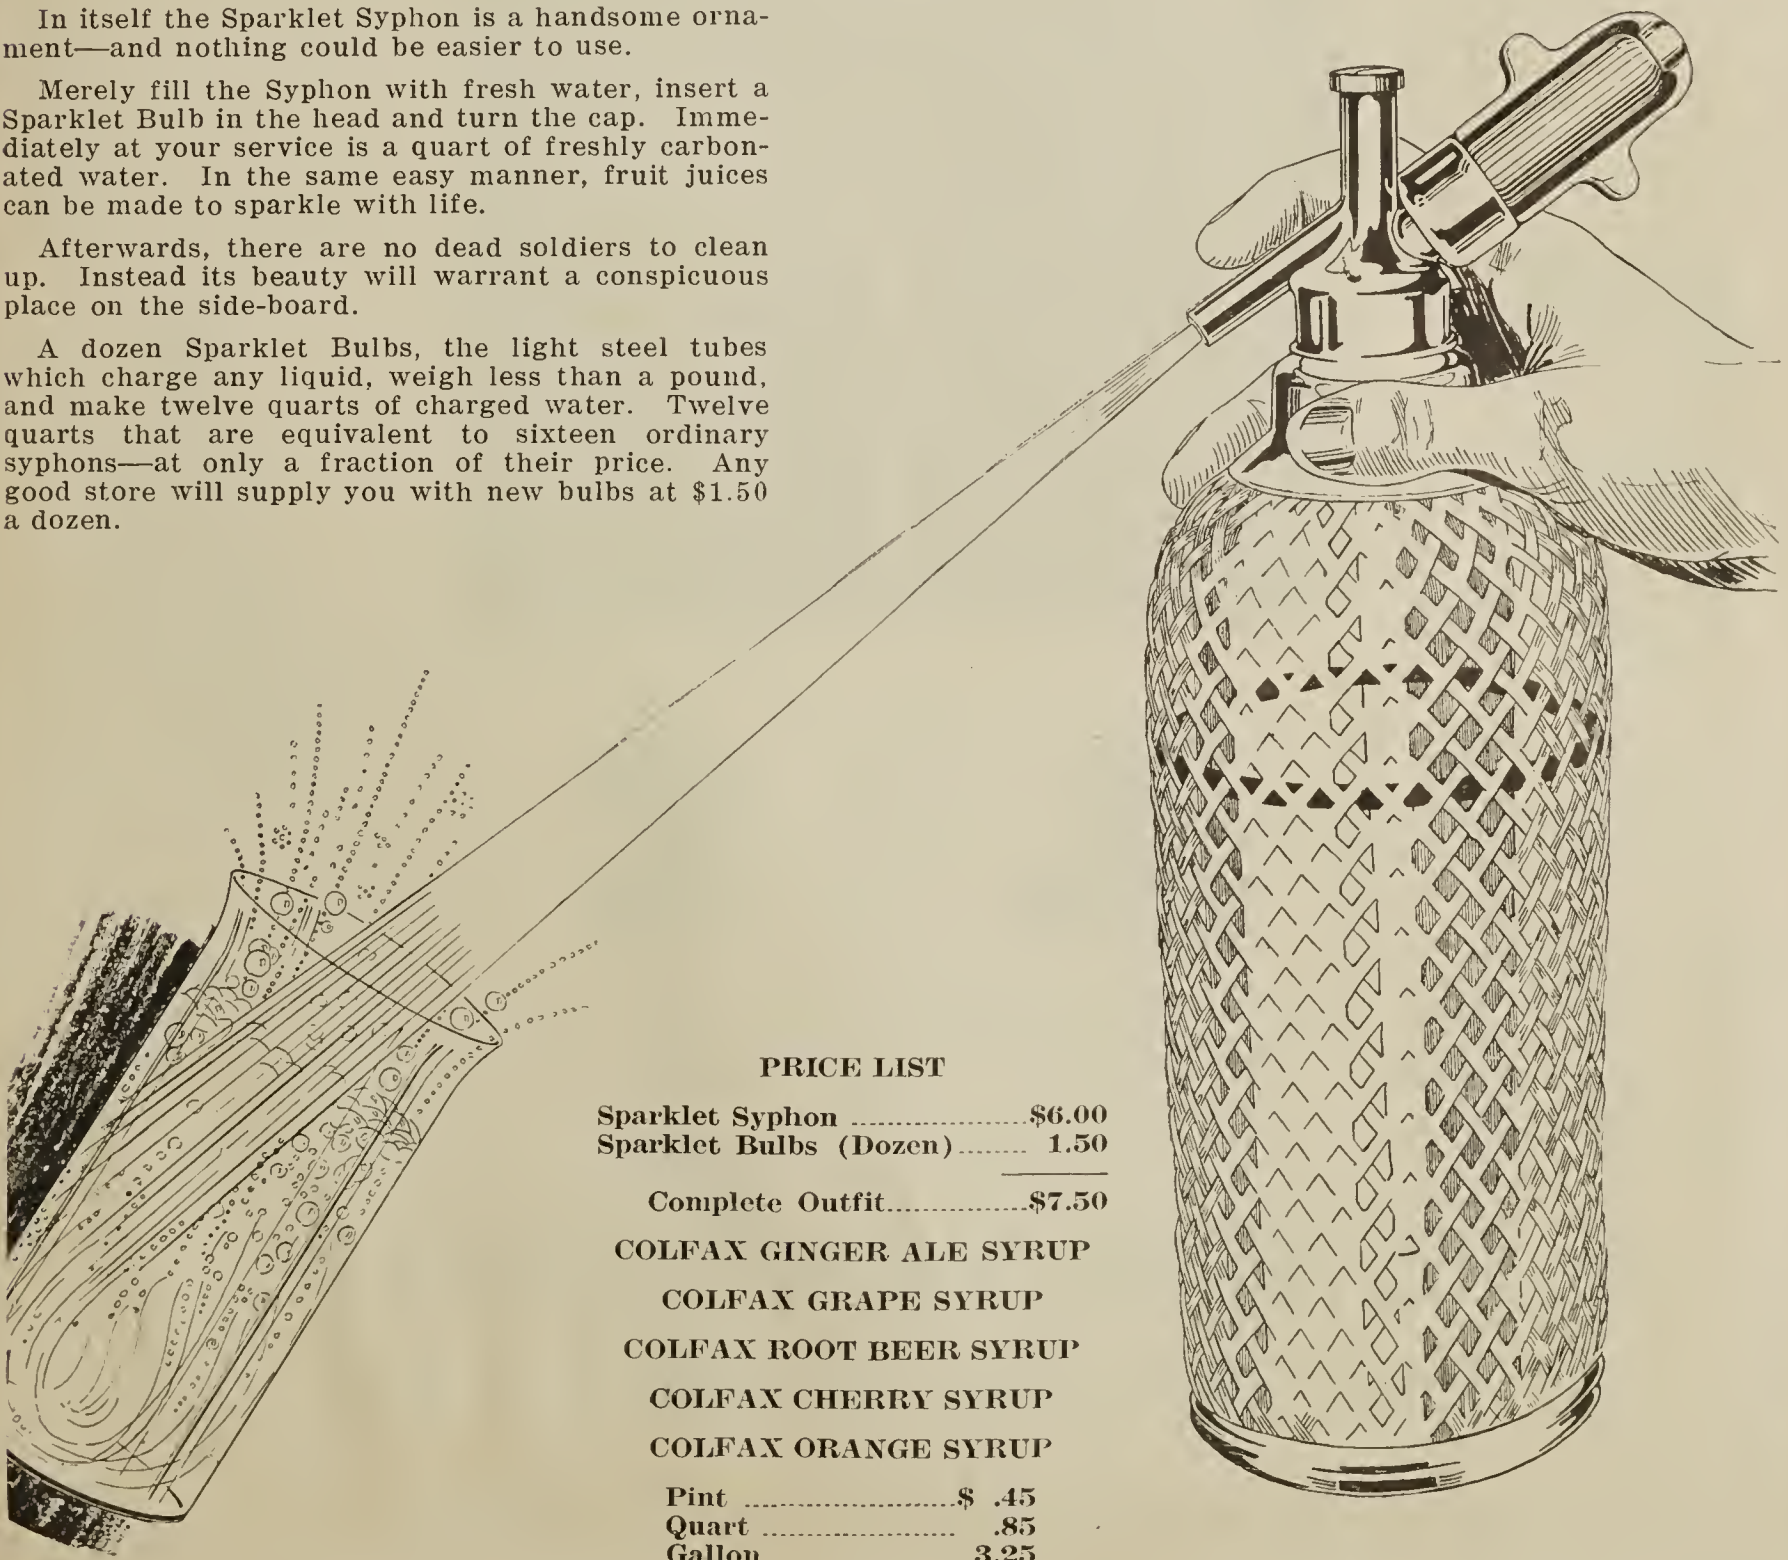 In itself the Sparklet Syphon is a handsome orna-
ment—and nothing could be easier to use.
Merely fill the Syphon with fresh water, insert a
Sparklet Bulb in the head and turn the cap. Imme-
diately at your service is a quart of freshly carbon-
ated water. In the same easy manner, fruit juices
can be made to sparkle with life.
Afterwards, there are no dead soldiers to clean
up. Instead its beauty will warrant a conspicuous
place on the side-board.
A dozen Sparklet Bulbs, the light steel tubes
which charge any liquid, weigh less than a pound,
and make twelve quarts of charged water. Twelve
quarts that are equivalent to sixteen ordinary
syphons—at only a fraction of their price. Any
good store will supply you with new bulbs at $1.50
a dozen.
PRICE LIST
Sparklet Syphon ....................$6.00
Sparklet Bulbs (Dozen)........ 1.50
Complete Outfit................$7.50
COLFAX GINGER ALE SYRUP
COLFAX GRAPE SYRUP
COLFAX ROOT BEER SYRUP
COLFAX CHERRY SYRUP
COLFAX ORANGE SYRUP
Pint ........................$ .45
Quart ...................... .85
Gallon 3.25